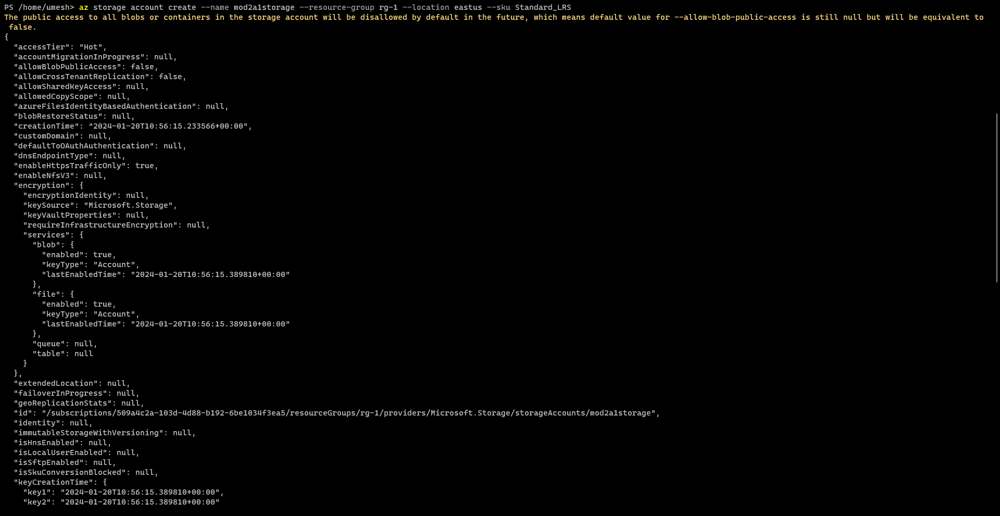 PS /home/umesh> az storage account create --name mod2a1storage --resource-group rg-1 --location eastus --sku Standard_LRS
The public access to all blobs or containers in the storage account will be disallowed by default in the future, which means default value for --allow-blob-public-access is still null but will be equivalent to
 false.
{
  "accessTier": "Hot",
  "accountMigrationInProgress": null,
  "allowBlobPublicAccess": false,
  "allowCrossTenantReplication": false,
  "allowSharedKeyAccess": null,
  "allowedCopyScope": null,
  "azureFilesIdentityBasedAuthentication": null,
  "blobRestoreStatus": null,
  "creationTime": "2024-01-20T10:56:15.233566+00:00",
  "customDomain": null,
  "defaultToOAuthAuthentication": null,
  "dnsEndpointType": null,
  "enableHttpsTrafficOnly": true,
  "enableNfsV3": null,
  "encryption": {
    "encryptionIdentity": null,
    "keySource": "Microsoft.Storage",
    "keyVaultProperties": null,
    "requireInfrastructureEncryption": null,
    "services": {
      "blob": {
        "enabled": true,
        "keyType": "Account",
        "lastEnabledTime": "2024-01-20T10:56:15.389810+00:00"
      },
      "file": {
        "enabled": true,
        "keyType": "Account",
        "lastEnabledTime": "2024-01-20T10:56:15.389810+00:00"
      },
      "queue": null,
      "table": null
    }
  },
  "extendedLocation": null,
  "failoverInProgress": null,
  "geoReplicationStats": null,
  "id": "/subscriptions/509a4c2a-103d-4d88-b192-6be1034f3ea5/resourceGroups/rg-1/providers/Microsoft.Storage/storageAccounts/mod2a1storage",
  "identity": null,
  "immutableStorageWithVersioning": null,
  "isHnsEnabled": null,
  "isLocalUserEnabled": null,
  "isSftpEnabled": null,
  "isSkuConversionBlocked": null,
  "keyCreationTime": {
    "key1": "2024-01-20T10:56:15.389810+00:00",
    "key2": "2024-01-20T10:56:15.389810+00:00"